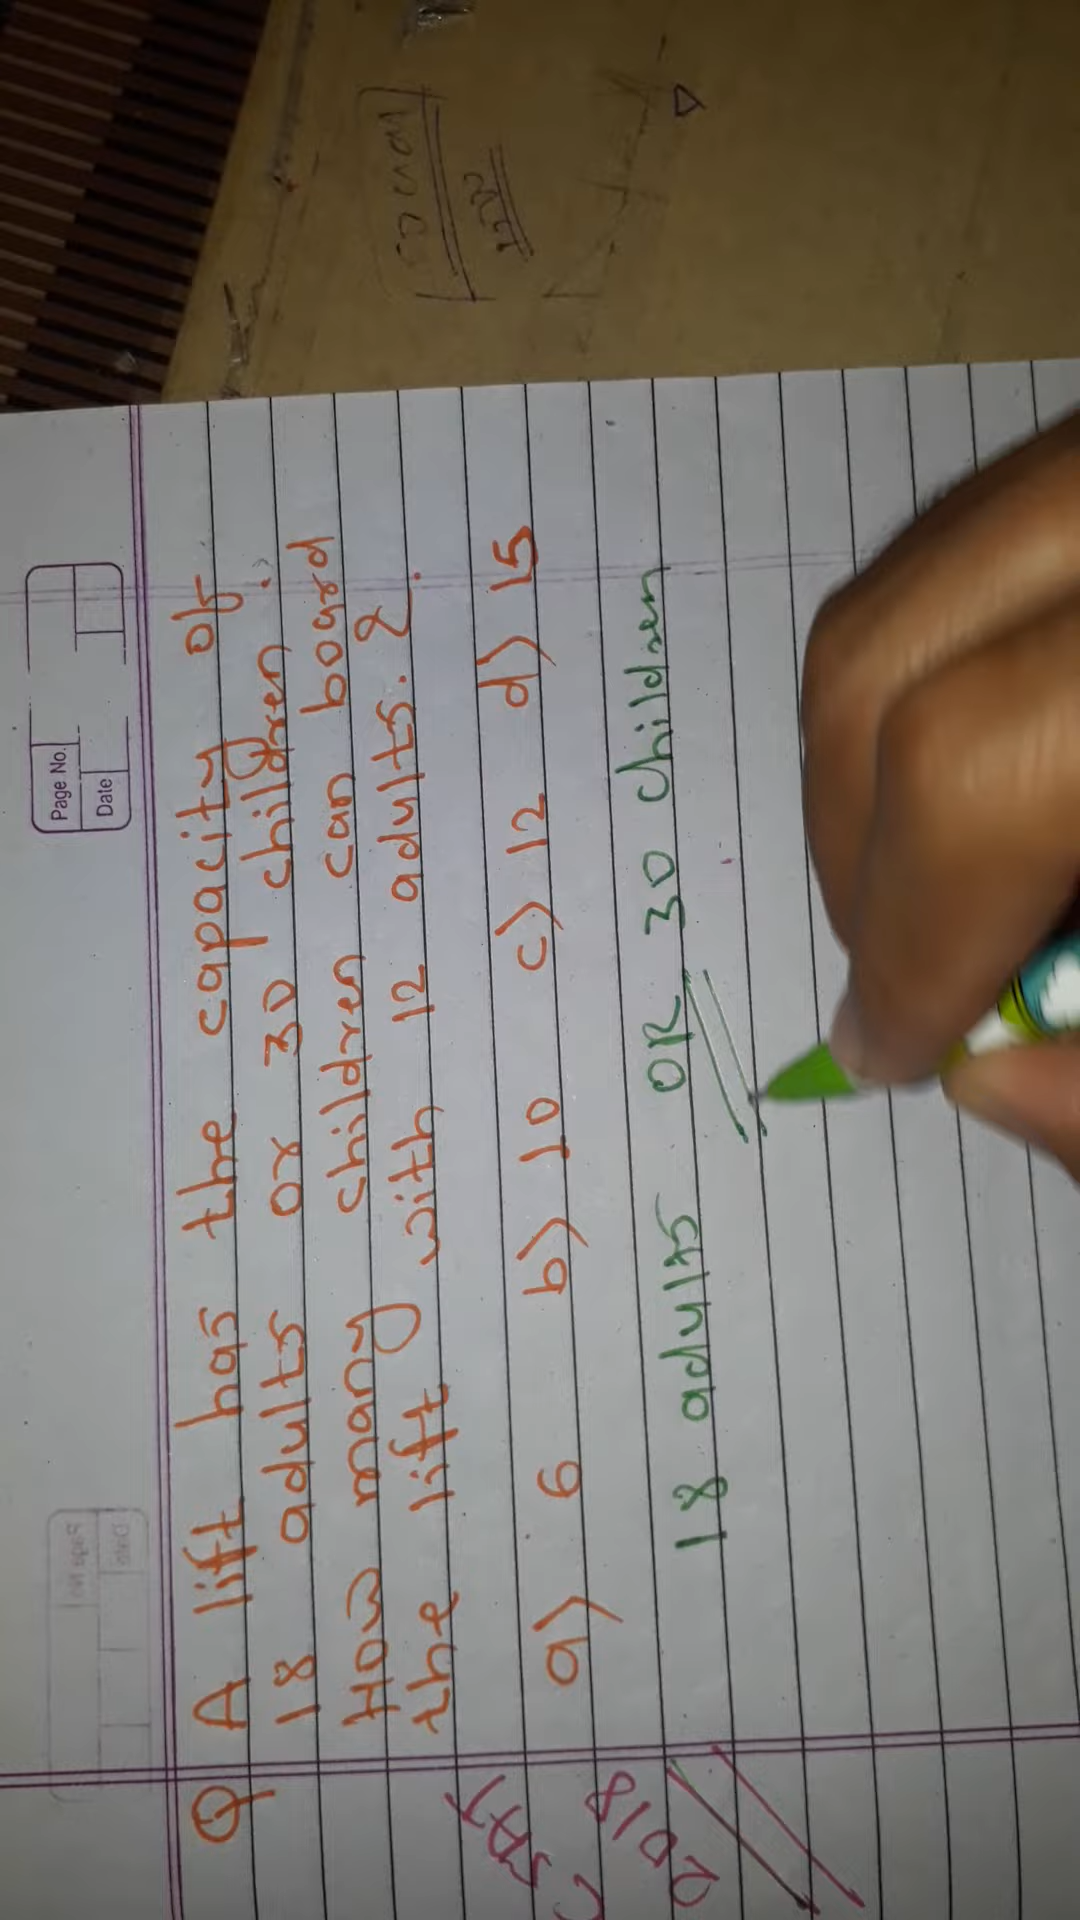 Page No.
Date
Q A lift has the capacity of
18 adults or 30 children.
How many children can board
the lift with 12 adults. ?
a) 6 b) 10 c) 12 d) 15
CSAT
2018
18 adults OR 30 children